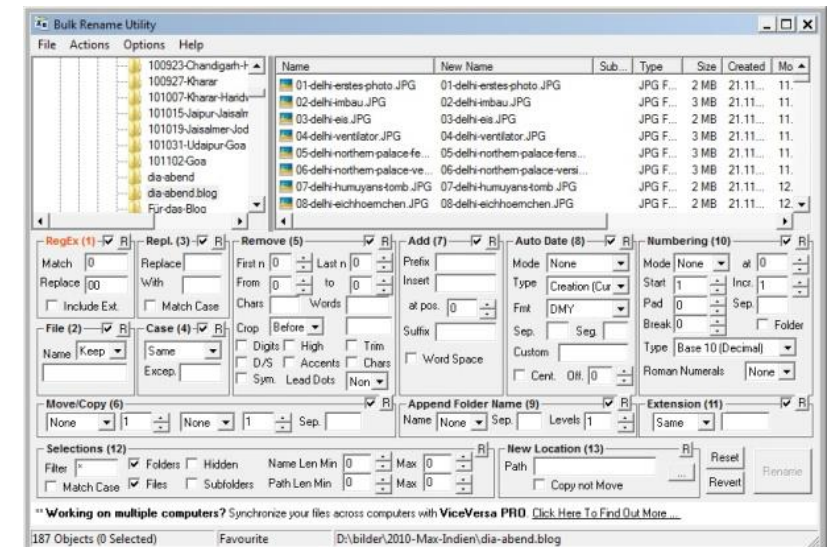 Bulk Rename Utility
File Actions Options Help
100923-Chandigarh-H
100927-Kharar
101007-Kharar-Haridv
101015-Jaipur-Jaisalm
101019-Jaisalmer-Jod
101031-Udaipur-Goa
101102-Goa
dia-abend
dia-abend.blog
Für-das-Blog
Name New Name Sub... Type Size Created Mo
01-delhi-erstes-photo.JPG 01-delhi-erstes-photo.JPG JPG F... 2 MB 21.11... 11.
02-delhi-imbau.JPG 02-delhi-imbau.JPG JPG F... 3 MB 21.11... 11.
03-delhi-eis.JPG 03-delhi-eis.JPG JPG F... 2 MB 21.11... 11.
04-delhi-ventilator.JPG 04-delhi-ventilator.JPG JPG F... 3 MB 21.11... 11.
05-delhi-northern-palace-fe... 05-delhi-northern-palace-fens... JPG F... 3 MB 21.11... 11.
06-delhi-northern-palace-ve... 06-delhi-northern-palace-versi... JPG F... 3 MB 21.11... 11.
07-delhi-humuyans-tomb.JPG 07-delhi-humuyans-tomb.JPG JPG F... 2 MB 21.11... 12.
08-delhi-eichhoernchen.JPG 08-delhi-eichhoernchen.JPG JPG F... 2 MB 21.11... 12.
RegEx (1) R
Match 0
Replace 00
Include Ext.
Repl. (3) R
Replace
With
Match Case
Remove (5) R
First n 0 Last n 0
From 0 to 0
Chars Words
Crop Before
Digits High Trim
D/S Accents Chars
Sym. Lead Dots Non
Add (7) R
Prefix
Insert
at pos. 0
Suffix
Word Space
Auto Date (8) R
Mode None
Type Creation (Cur
Fmt DMY
Sep. Seg.
Custom
Cent. Off. 0
Numbering (10) R
Mode None at 0
Start 1 Incr. 1
Pad 0 Sep.
Break 0 Folder
Type Base 10 (Decimal)
Roman Numerals None
File (2) R
Name Keep
Case (4) R
Same
Excep.
Move/Copy (6) R
None 1 None 1 Sep.
Append Folder Name (9) R
Name None Sep. Levels 1
Extension (11) R
Same
Selections (12) R
Filter * Folders Hidden Name Len Min 0 Max 0
Match Case Files Subfolders Path Len Min 0 Max 0
New Location (13) R
Path ...
Copy not Move
Reset
Revert
Rename
** Working on multiple computers? Synchronize your files across computers with ViceVersa PRO. Click Here To Find Out More ...
187 Objects (0 Selected) Favourite D:\bilder\2010-Max-Indien\dia-abend.blog